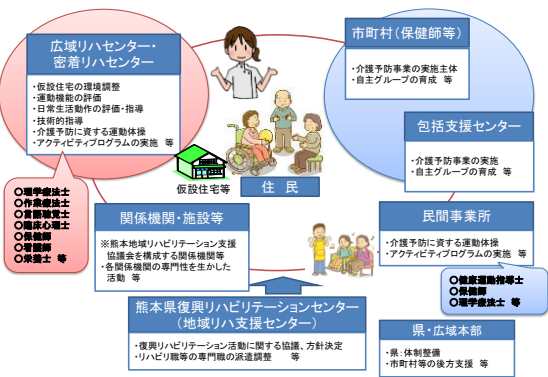 広域リハセンター・
密着リハセンター
・仮設住宅の環境調整
・運動機能の評価
・日常生活動作の評価・指導
・技術的指導
・介護予防に資する運動体操
・アクティビティプログラムの実施 等
市町村（保健師等）
・介護予防事業の実施主体
・自主グループの育成 等
包括支援センター
・介護予防事業の実施
・自主グループの育成 等
仮設住宅等
住 民
〇理学療法士
〇作業療法士
〇言語聴覚士
〇臨床心理士
〇保健師
〇看護師
〇栄養士 等
関係機関・施設等
※熊本地域リハビリテーション支援
協議会を構成する関係機関等
・各関係機関の専門性を生かした
活動 等
民間事業所
・介護予防に資する運動体操
・アクティビティプログラムの実施 等
〇健康運動指導士
〇保健師
〇理学療法士 等
熊本県復興リハビリテーションセンター
（地域リハ支援センター）
・復興リハビリテーション活動に関する協議、方針決定
・リハビリ職等の専門職の派遣調整 等
県・広域本部
・県：体制整備
・市町村等の後方支援 等